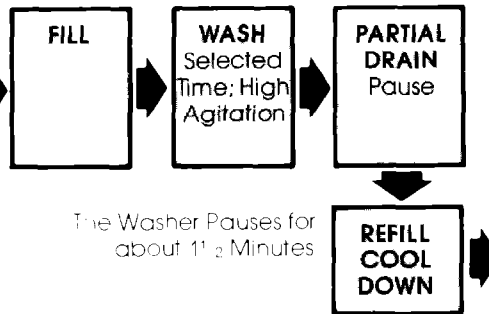 FILL
WASH
Selected
Time; High
Agitation
PARTIAL
DRAIN
Pause
The Washer Pauses for
about 1 1/2 Minutes
REFILL
COOL
DOWN